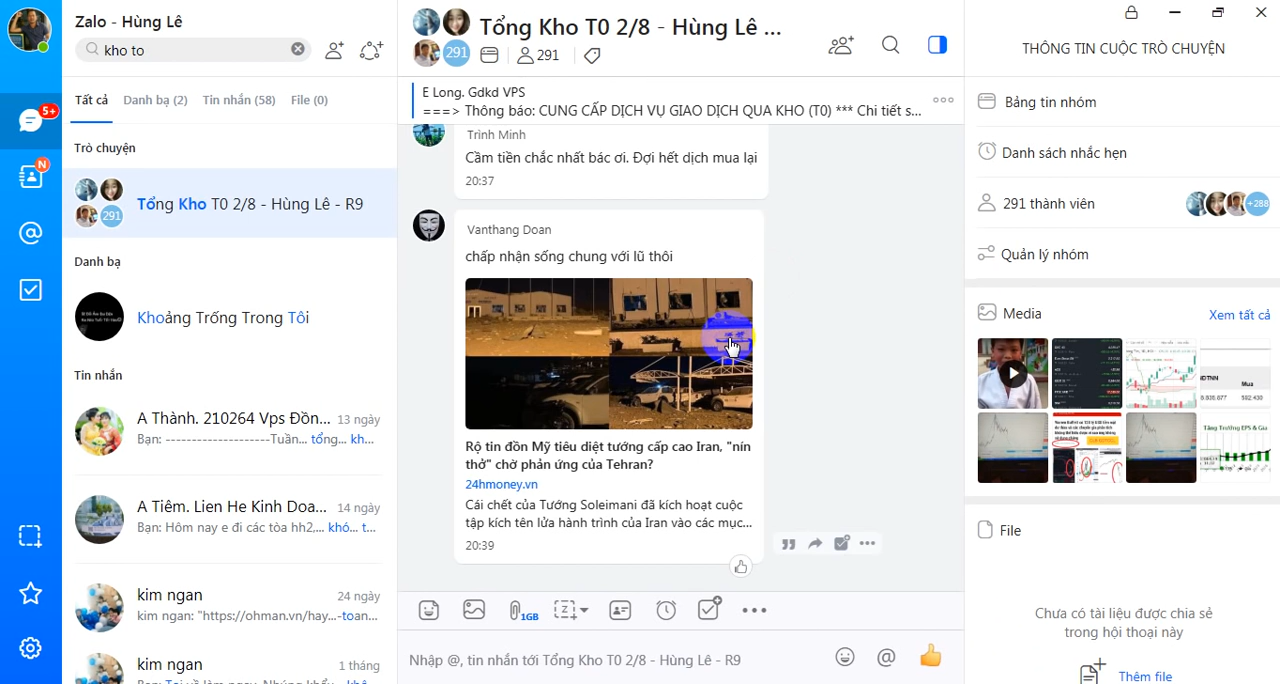 Zalo - Hùng Lê
kho to
5+
N
Tất cả
Danh bạ (2)
Tin nhắn (58)
File (0)
Trò chuyện
291
Tổng Kho T0 2/8 - Hùng Lê - R9
Danh bạ
Khoảng Trống Trong Tôi
Tin nhắn
A Thành. 210264 Vps Đồn...
13 ngày
Bạn: --------------------Tuần... tổng... kh...
A Tiêm. Lien He Kinh Doa...
14 ngày
Bạn: Hôm nay e đi các tòa hh2,... khó... t...
kim ngan
24 ngày
kim ngan: "https://ohman.vn/hay...-toan...
kim ngan
1 tháng
Tổng Kho T0 2/8 - Hùng Lê ...
291
291
E Long. Gdkd VPS
===> Thông báo: CUNG CẤP DỊCH VỤ GIAO DỊCH QUA KHO (T0) *** Chi tiết s...
Trình Minh
Cầm tiền chắc nhất bác ơi. Đợi hết dịch mua lại
20:37
Vanthang Doan
chấp nhận sống chung với lũ thôi
Rộ tin đồn Mỹ tiêu diệt tướng cấp cao Iran, "nín
thở" chờ phản ứng của Tehran?
24hmoney.vn
Cái chết của Tướng Soleimani đã kích hoạt cuộc
tập kích tên lửa hành trình của Iran vào các mục...
20:39
1GB
Nhập @, tin nhắn tới Tổng Kho T0 2/8 - Hùng Lê - R9
THÔNG TIN CUỘC TRÒ CHUYỆN
Bảng tin nhóm
Danh sách nhắc hẹn
291 thành viên
+288
Quản lý nhóm
Media
Xem tất cả
Mua
8.838,677
592,430
Tăng Trưởng EPS & Giá
File
Chưa có tài liệu được chia sẻ
trong hội thoại này
Thêm file